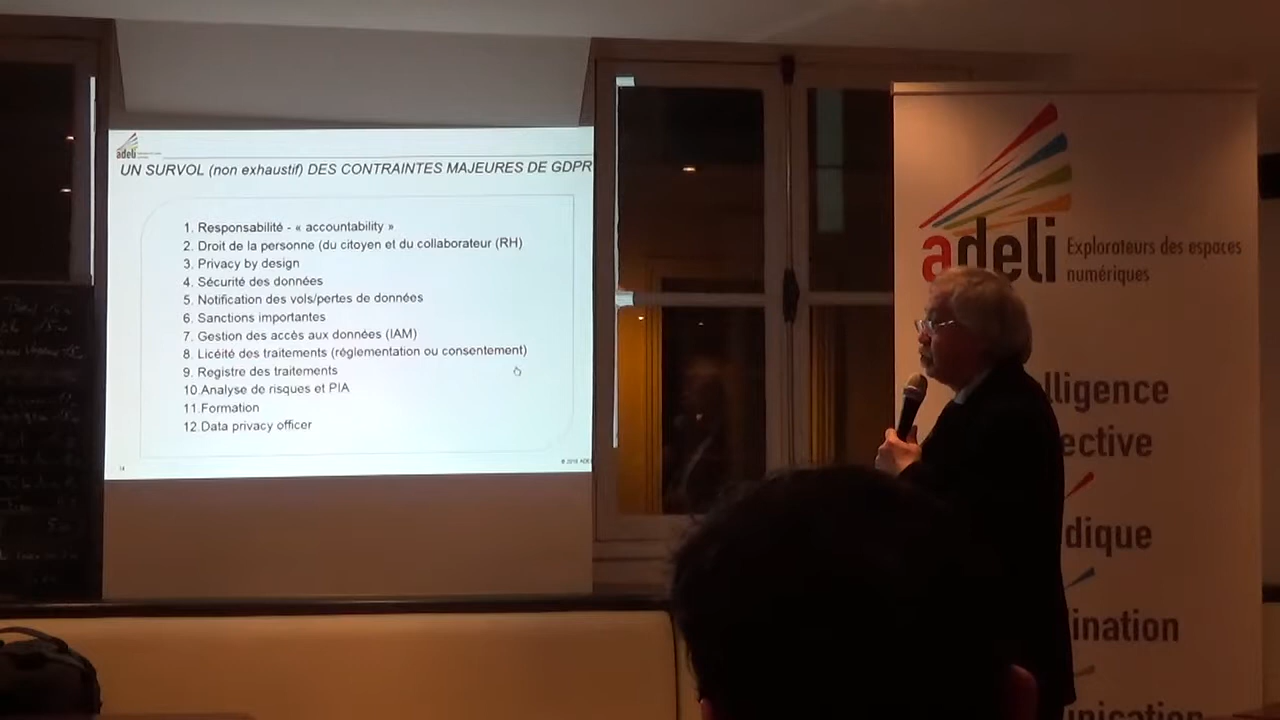 adeli
UN SURVOL (non exhaustif) DES CONTRAINTES MAJEURES DE GDPR
1. Responsabilité - « accountability »
2. Droit de la personne (du citoyen et du collaborateur (RH)
3. Privacy by design
4. Sécurité des données
5. Notification des vols/pertes de données
6. Sanctions importantes
7. Gestion des accès aux données (IAM)
8. Licéité des traitements (réglementation ou consentement)
9. Registre des traitements
10.Analyse de risques et PIA
11.Formation
12.Data privacy officer
14
adeli
Explorateurs des espaces
numériques
lligence
ective
dique
ination
unication